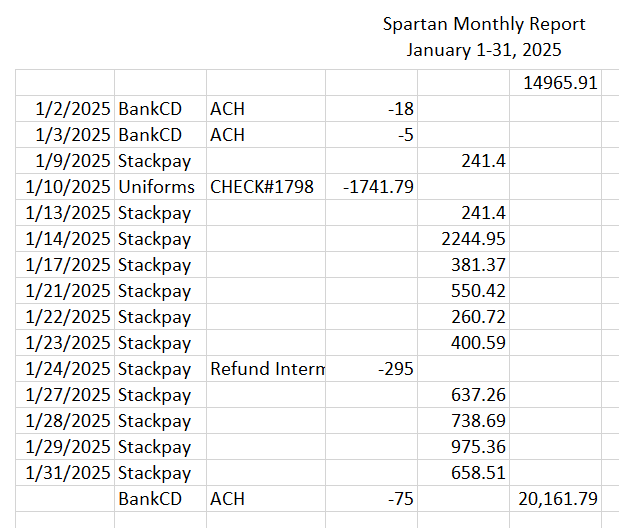 Spartan Monthly Report
January 1-31, 2025
14965.91
1/2/2025 BankCD ACH -18
1/3/2025 BankCD ACH -5
1/9/2025 Stackpay 241.4
1/10/2025 Uniforms CHECK#1798 -1741.79
1/13/2025 Stackpay 241.4
1/14/2025 Stackpay 2244.95
1/17/2025 Stackpay 381.37
1/21/2025 Stackpay 550.42
1/22/2025 Stackpay 260.72
1/23/2025 Stackpay 400.59
1/24/2025 Stackpay Refund Interm -295
1/27/2025 Stackpay 637.26
1/28/2025 Stackpay 738.69
1/29/2025 Stackpay 975.36
1/31/2025 Stackpay 658.51
BankCD ACH -75 20,161.79